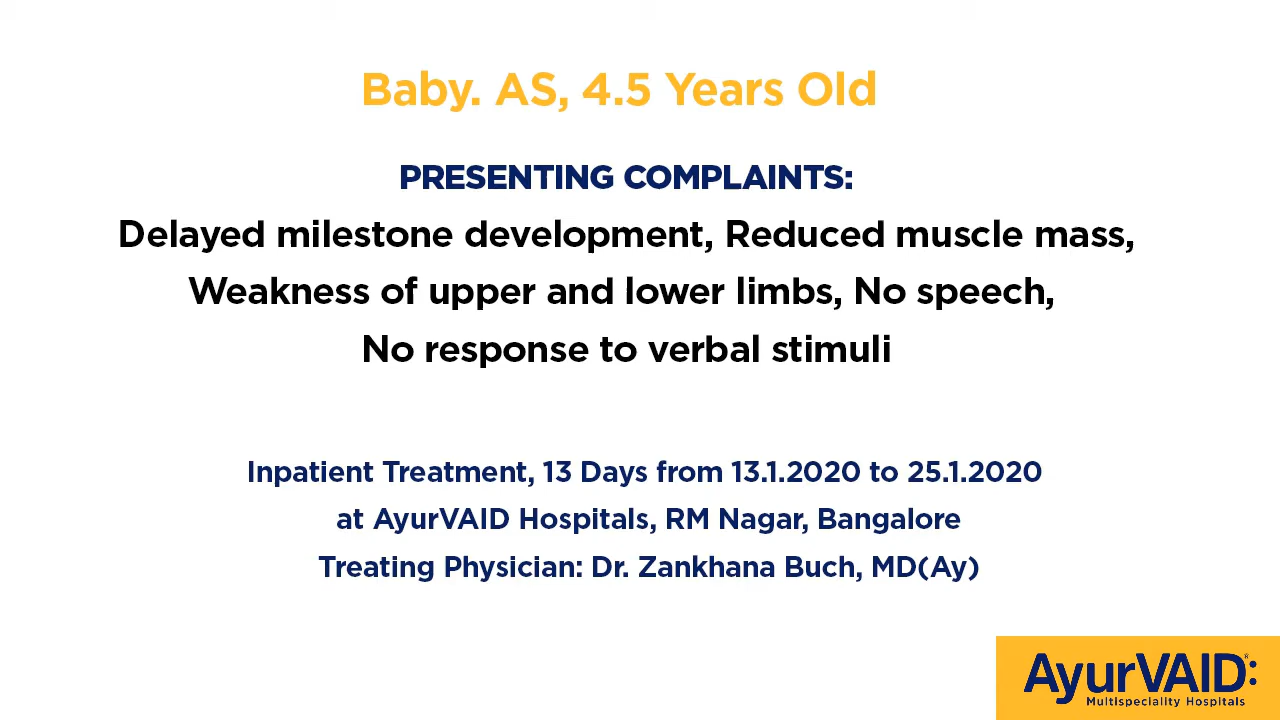 Baby. AS, 4.5 Years Old
PRESENTING COMPLAINTS:
Delayed milestone development, Reduced muscle mass,
Weakness of upper and lower limbs, No speech,
No response to verbal stimuli
Inpatient Treatment, 13 Days from 13.1.2020 to 25.1.2020
at AyurVAID Hospitals, RM Nagar, Bangalore
Treating Physician: Dr. Zankhana Buch, MD(Ay)
AyurVAID:®
Multispeciality Hospitals